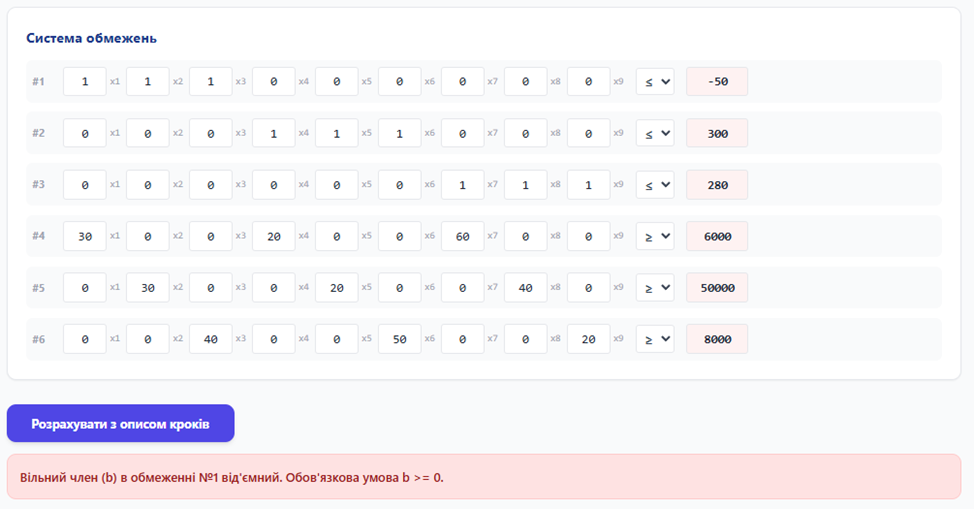 Система обмежень
#1 1 x1 1 x2 1 x3 0 x4 0 x5 0 x6 0 x7 0 x8 0 x9 ≤ -50
#2 0 x1 0 x2 0 x3 1 x4 1 x5 1 x6 0 x7 0 x8 0 x9 ≤ 300
#3 0 x1 0 x2 0 x3 0 x4 0 x5 0 x6 1 x7 1 x8 1 x9 ≤ 280
#4 30 x1 0 x2 0 x3 20 x4 0 x5 0 x6 60 x7 0 x8 0 x9 ≥ 6000
#5 0 x1 30 x2 0 x3 0 x4 20 x5 0 x6 0 x7 40 x8 0 x9 ≥ 50000
#6 0 x1 0 x2 40 x3 0 x4 0 x5 50 x6 0 x7 0 x8 20 x9 ≥ 8000
Розрахувати з описом кроків
Вільний член (b) в обмеженні №1 від'ємний. Обов'язкова умова b >= 0.